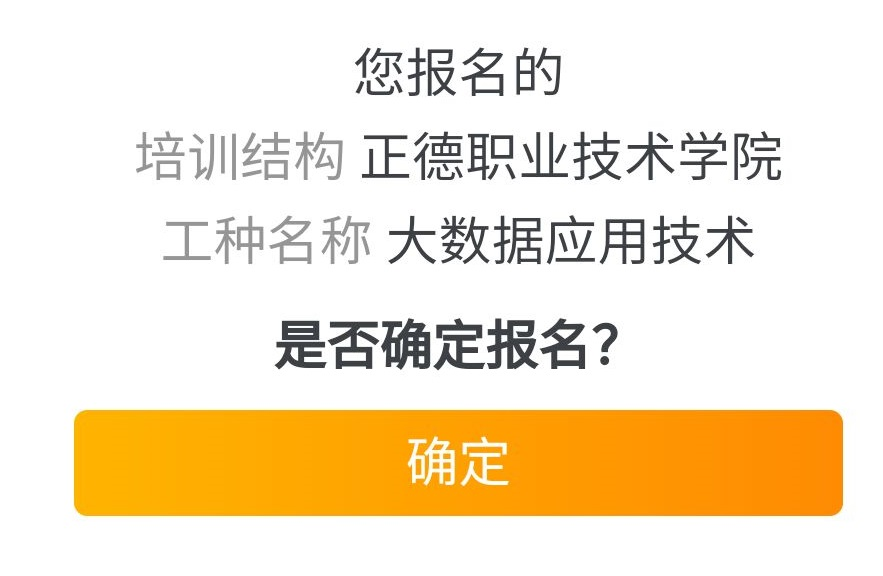 您报名的
培训结构 正德职业技术学院
工种名称 大数据应用技术
是否确定报名？
确定